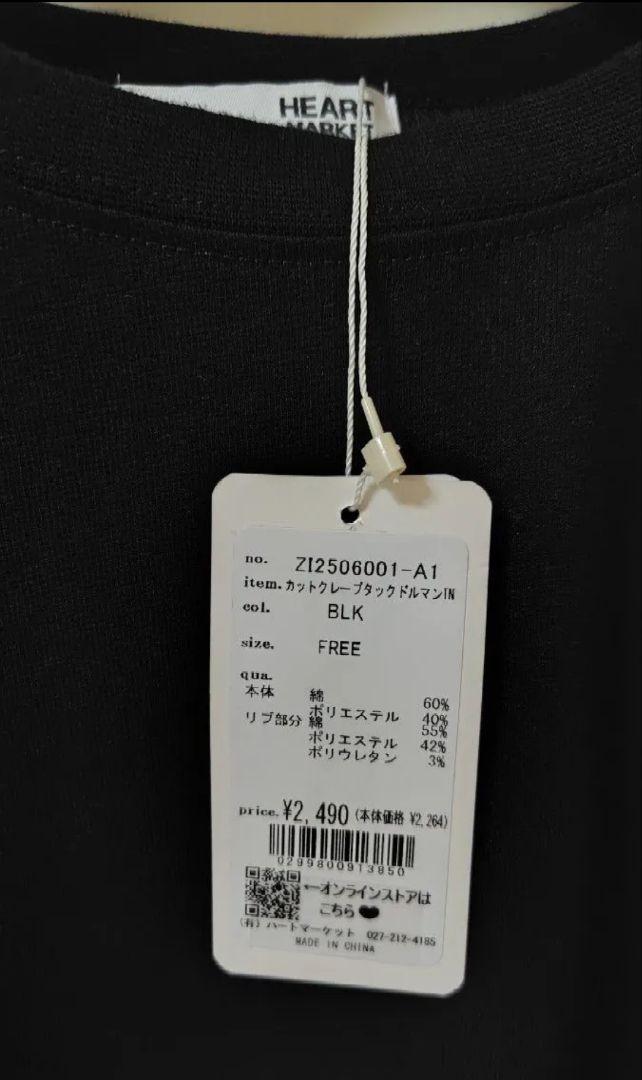 HEART
MARKET
no. ZI2506001-A1
item.カットクレープタックドルマンIN
col. BLK
size. FREE
qua.
本体 綿 60%
ポリエステル 40%
リブ部分 綿 55%
ポリエステル 42%
ポリウレタン 3%
price. ¥2,490 (本体価格 ¥2,264)
0299800913850
←オンラインストアは
こちら♥
(有) ハートマーケット 027-212-4185
MADE IN CHINA